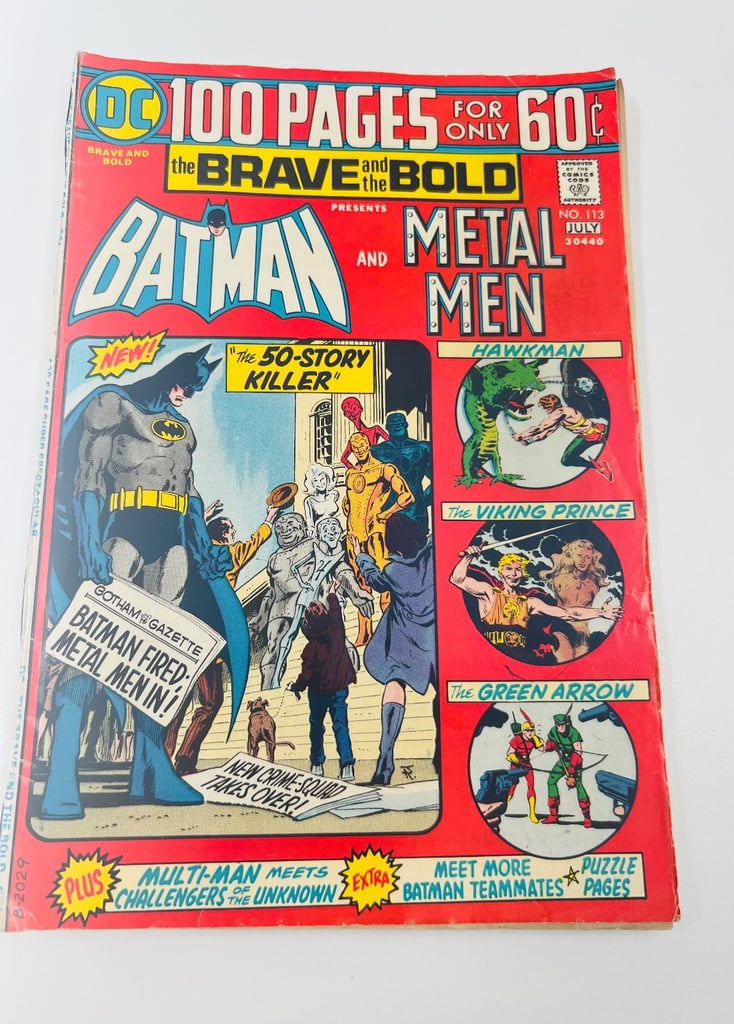 DC 100 PAGES FOR ONLY 60¢
BRAVE AND BOLD
the BRAVE and the BOLD
APPROVED
BY THE
COMICS
CODE
AUTHORITY
PRESENTS
NO. 113
JULY
30440
BATMAN AND METAL MEN
NEW!
"The 50-STORY
KILLER"
HAWKMAN
The VIKING PRINCE
The GREEN ARROW
GOTHAM GAZETTE
BATMAN FIRED;
METAL MEN IN!
NEW CRIME-SQUAD
TAKES OVER!
PLUS
MULTI-MAN MEETS
CHALLENGERS OF THE UNKNOWN
EXTRA
MEET MORE
BATMAN TEAMMATES
PUZZLE
PAGES
B-2029